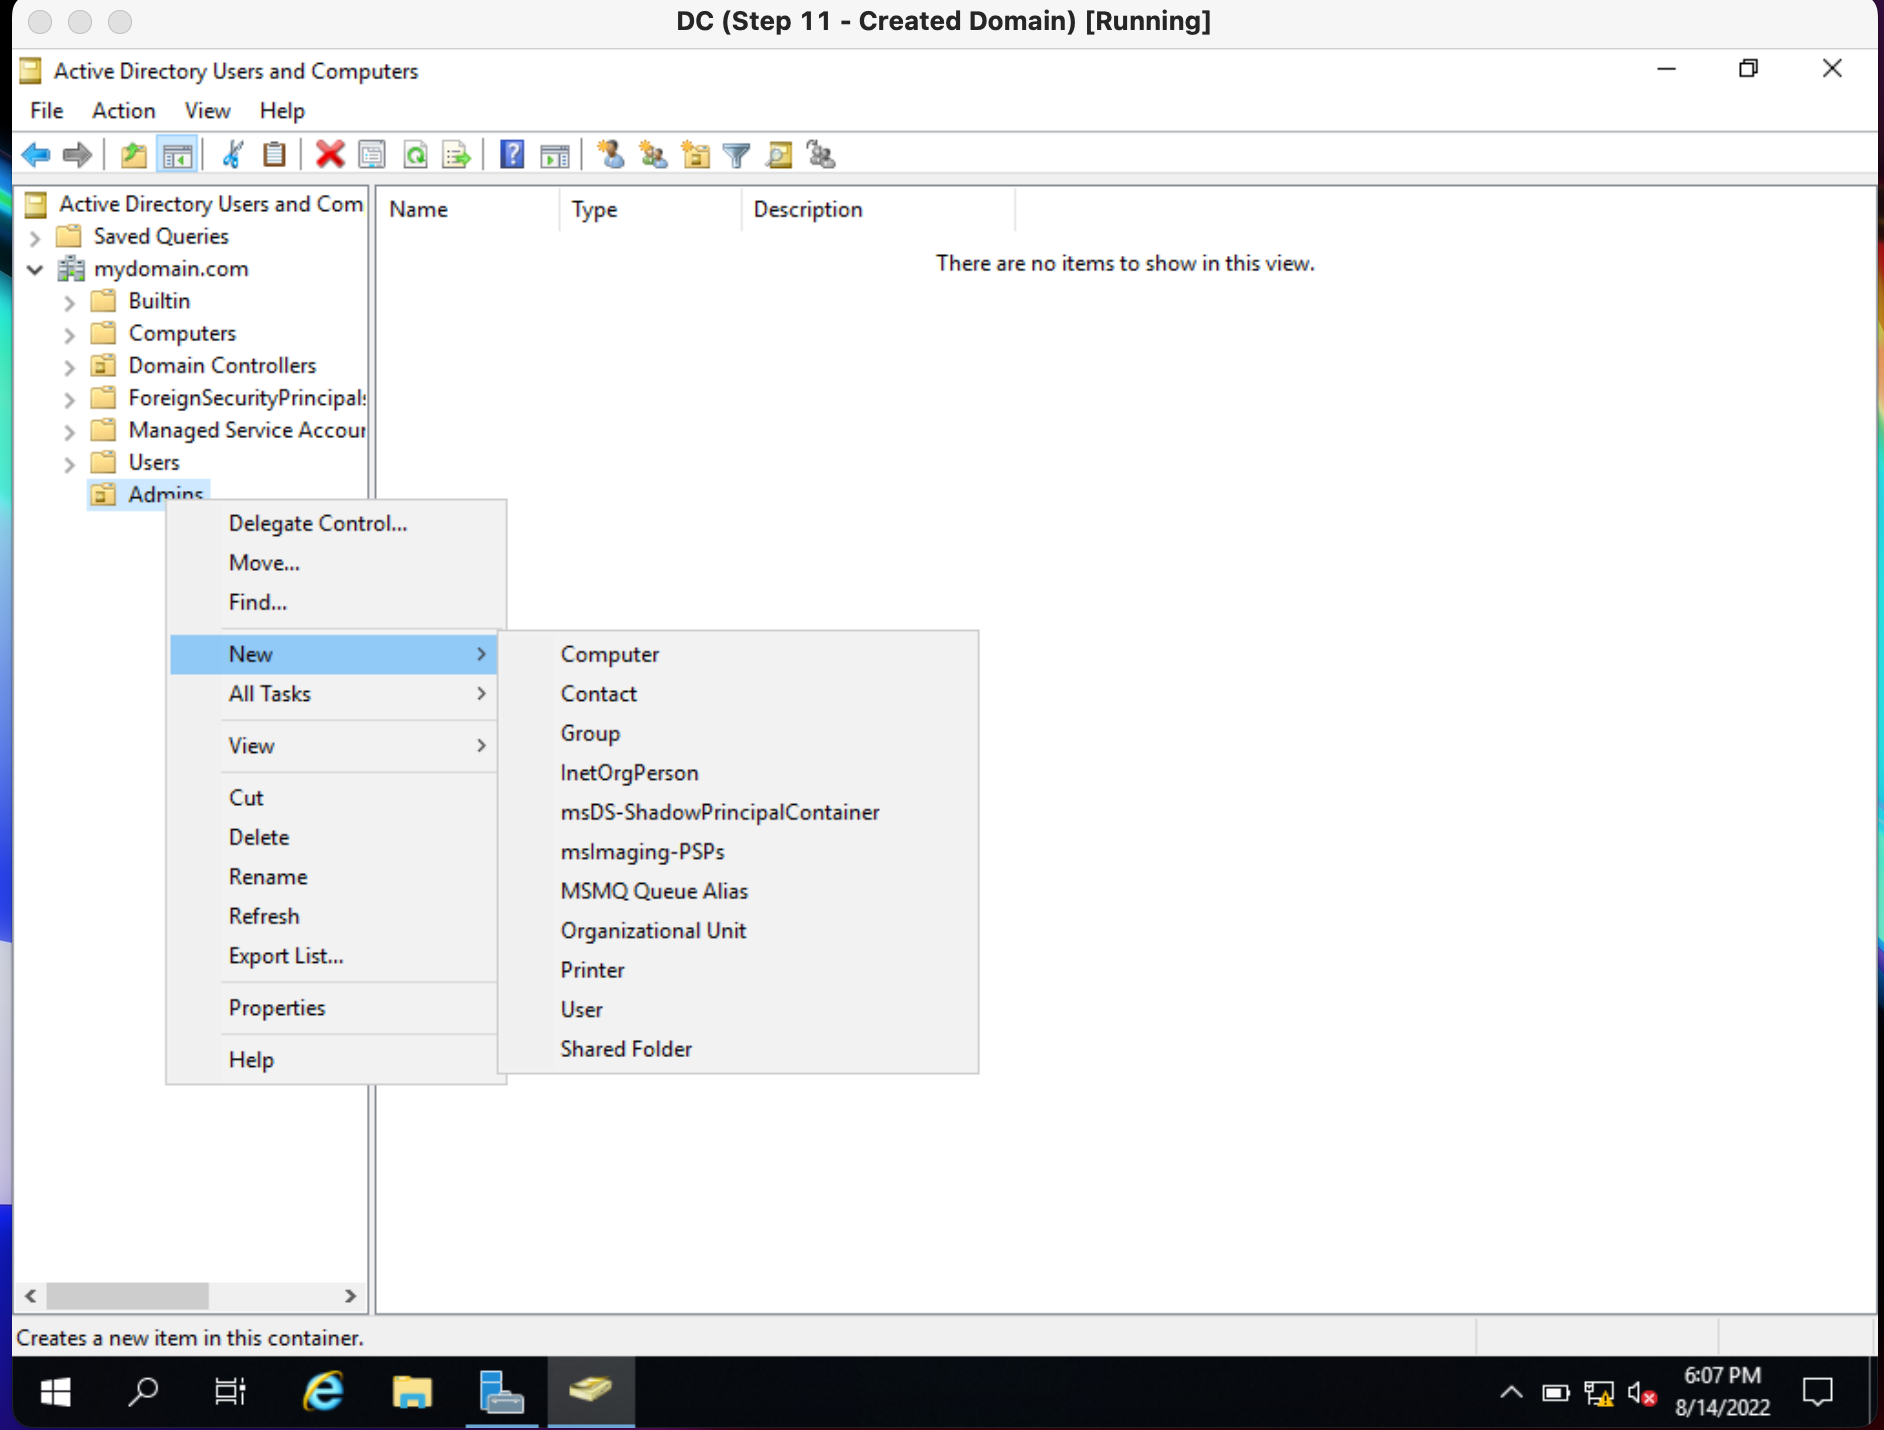 DC (Step 11 - Created Domain) [Running]
Active Directory Users and Computers
File Action View Help
Active Directory Users and Com
Saved Queries
mydomain.com
Builtin
Computers
Domain Controllers
ForeignSecurityPrincipals
Managed Service Accour
Users
Admins
Name Type Description
There are no items to show in this view.
Delegate Control...
Move...
Find...
New
All Tasks
View
Cut
Delete
Rename
Refresh
Export List...
Properties
Help
Computer
Contact
Group
InetOrgPerson
msDS-ShadowPrincipalContainer
msImaging-PSPs
MSMQ Queue Alias
Organizational Unit
Printer
User
Shared Folder
Creates a new item in this container.
6:07 PM
8/14/2022